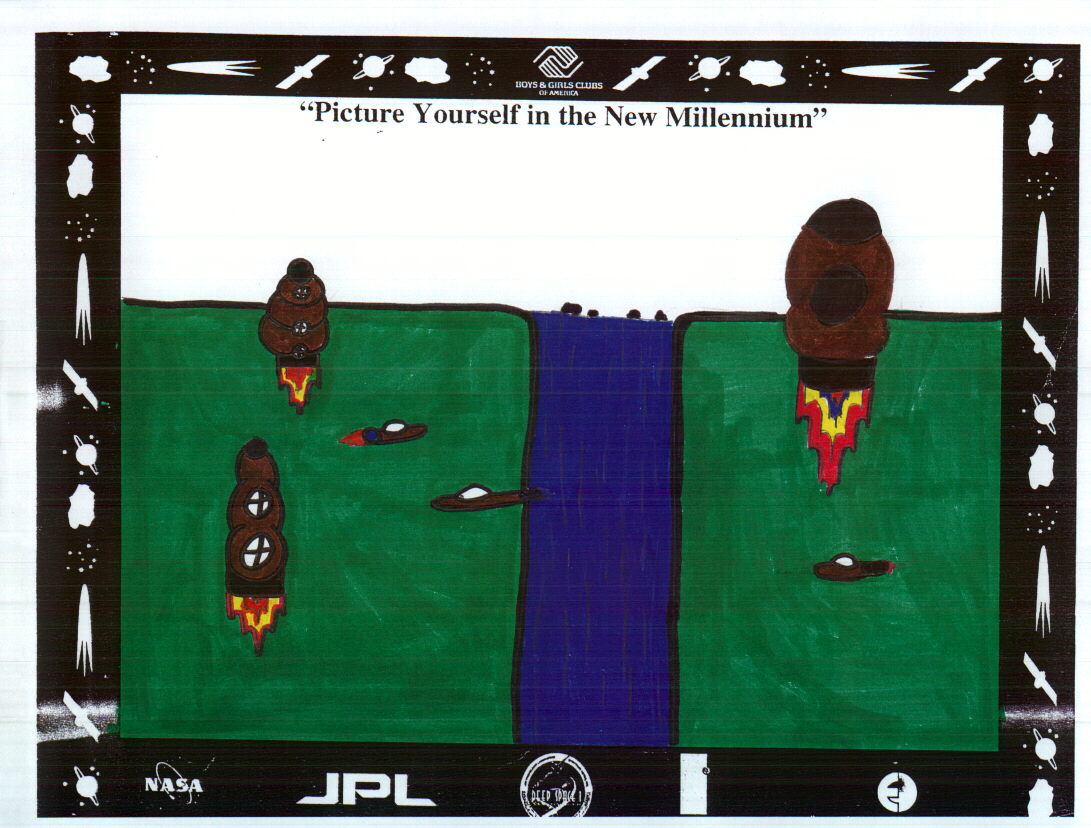 BOYS & GIRLS CLUBS
OF AMERICA
“Picture Yourself in the New Millennium”
NASA
JPL
DEEP SPACE 1